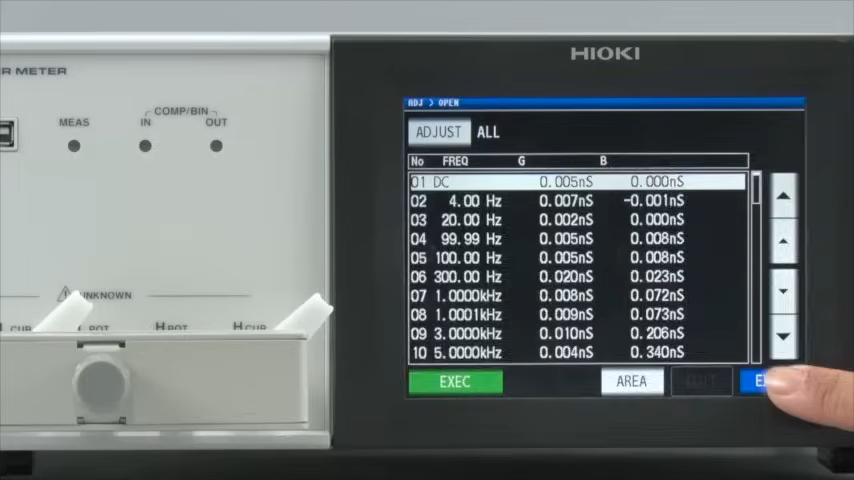 R METER
HIOKI
COMP/BIN
MEAS IN OUT
UNKNOWN
CUR POT HPOT HCUR
ADJ > OPEN
ADJUST ALL
No FREQ G B
01 DC 0.005nS 0.000nS
02 4.00 Hz 0.007nS -0.001nS
03 20.00 Hz 0.002nS 0.000nS
04 99.99 Hz 0.005nS 0.008nS
05 100.00 Hz 0.005nS 0.008nS
06 300.00 Hz 0.020nS 0.023nS
07 1.0000kHz 0.008nS 0.072nS
08 1.0001kHz 0.009nS 0.073nS
09 3.0000kHz 0.010nS 0.206nS
10 5.0000kHz 0.004nS 0.340nS
EXEC AREA EDIT